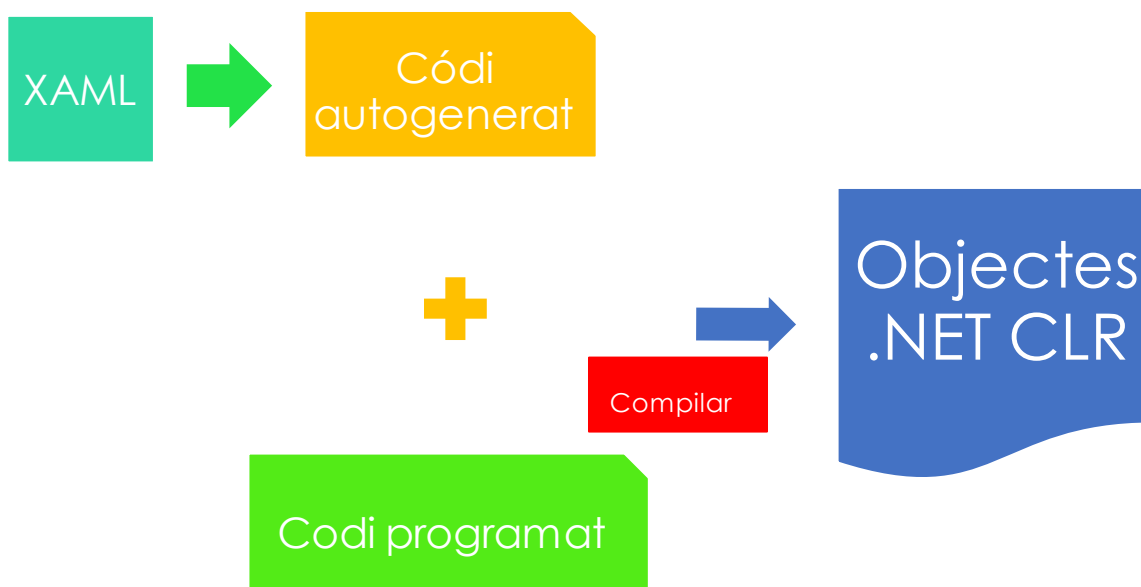 XAML
Códi
autogenerat
Objectes
.NET CLR
Compilar
Codi programat